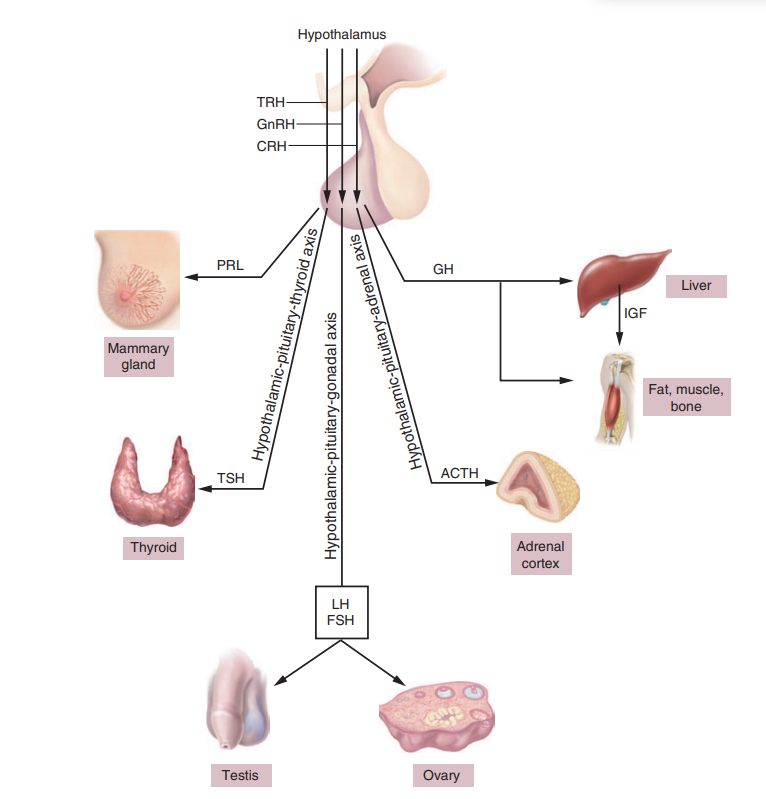 Hypothalamus
TRH
GnRH
CRH
PRL
GH
Liver
IGF
Mammary
gland
Hypothalamic-pituitary-thyroid axis
Hypothalamic-pituitary-gonadal axis
Hypothalamic-pituitary-adrenal axis
Fat, muscle,
bone
TSH
ACTH
Thyroid
Adrenal
cortex
LH
FSH
Testis
Ovary